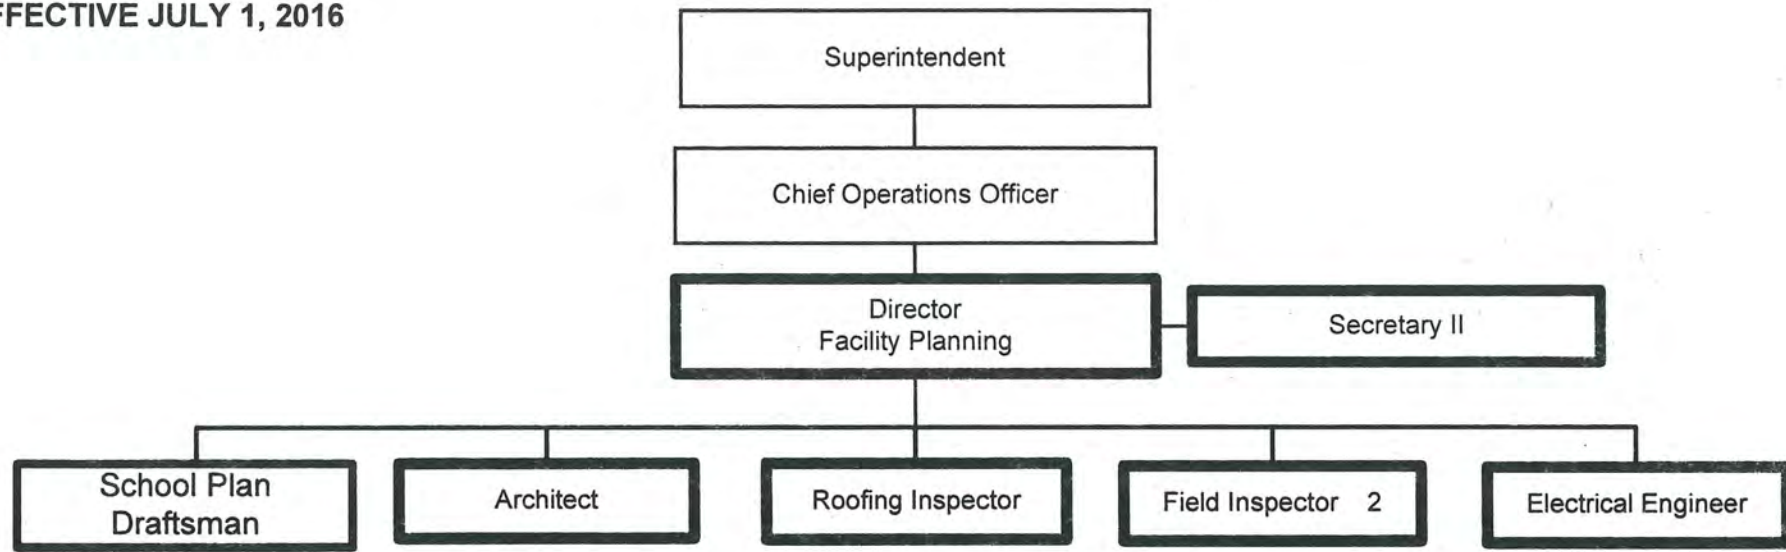 FFECTIVE JULY 1, 2016
Superintendent
Chief Operations Officer
Director
Facility Planning
Secretary II
School Plan
Draftsman
Architect
Roofing Inspector
Field Inspector 2
Electrical Engineer